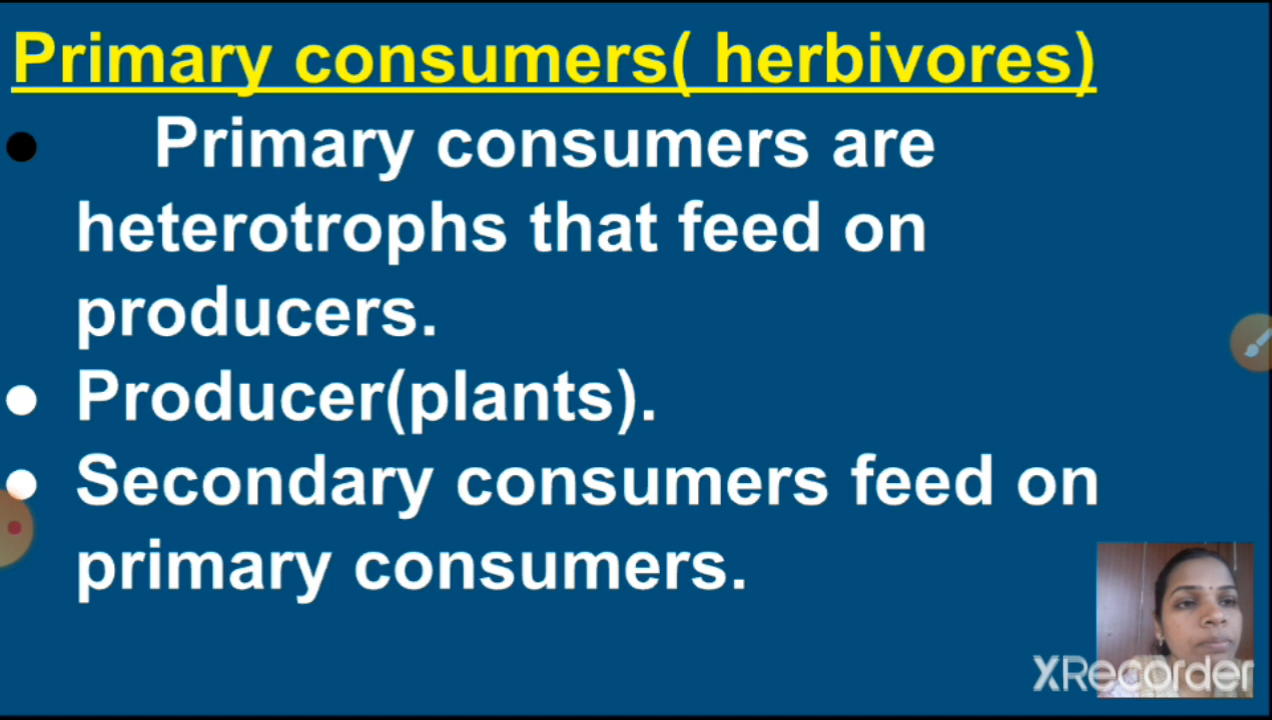 Primary consumers( herbivores)
● Primary consumers are
heterotrophs that feed on
producers.
● Producer(plants).
● Secondary consumers feed on
primary consumers.
XRecorder